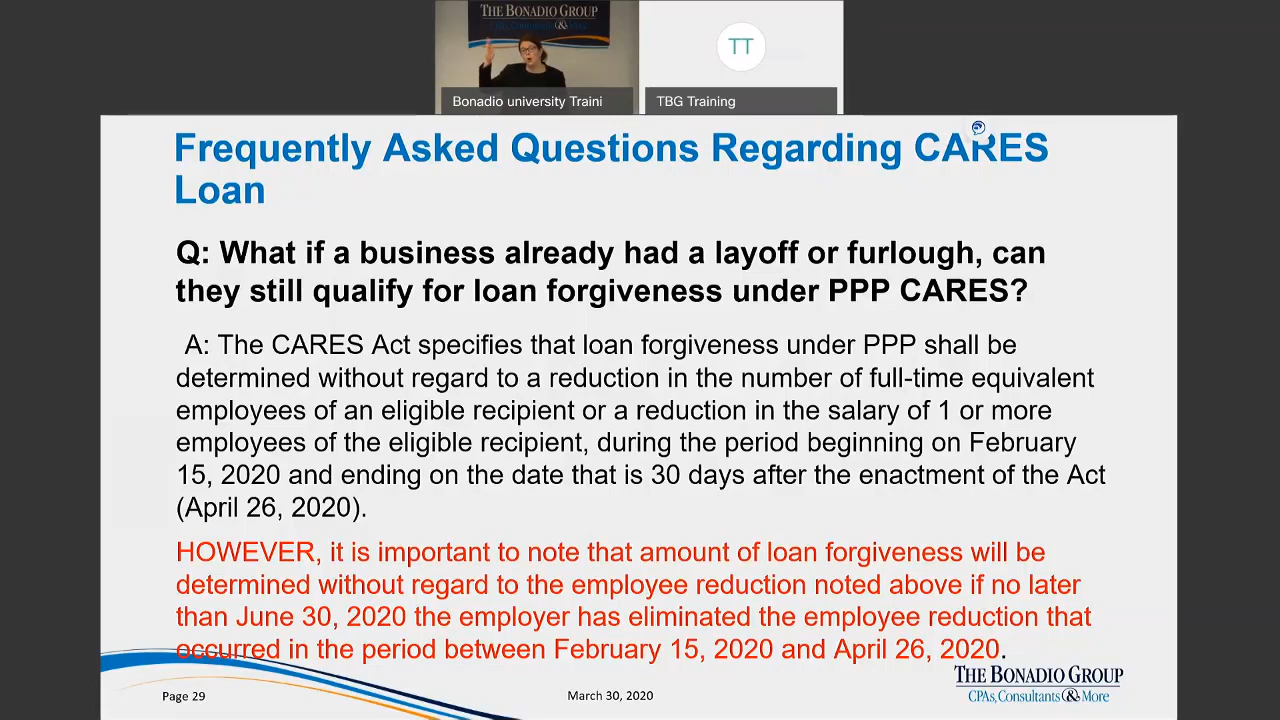 THE BONADIO GROUP
CPAs, Consultants & More
Bonadio university Traini
TT
TBG Training
Frequently Asked Questions Regarding CARES
Loan
Q: What if a business already had a layoff or furlough, can
they still qualify for loan forgiveness under PPP CARES?
A: The CARES Act specifies that loan forgiveness under PPP shall be
determined without regard to a reduction in the number of full-time equivalent
employees of an eligible recipient or a reduction in the salary of 1 or more
employees of the eligible recipient, during the period beginning on February
15, 2020 and ending on the date that is 30 days after the enactment of the Act
(April 26, 2020).
HOWEVER, it is important to note that amount of loan forgiveness will be
determined without regard to the employee reduction noted above if no later
than June 30, 2020 the employer has eliminated the employee reduction that
occurred in the period between February 15, 2020 and April 26, 2020.
Page 29
March 30, 2020
THE BONADIO GROUP
CPAs, Consultants & More